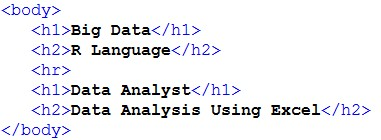 <body>
<h1>Big Data</h1>
<h2>R Language</h2>
<hr>
<h1>Data Analyst</h1>
<h2>Data Analysis Using Excel</h2>
</body>